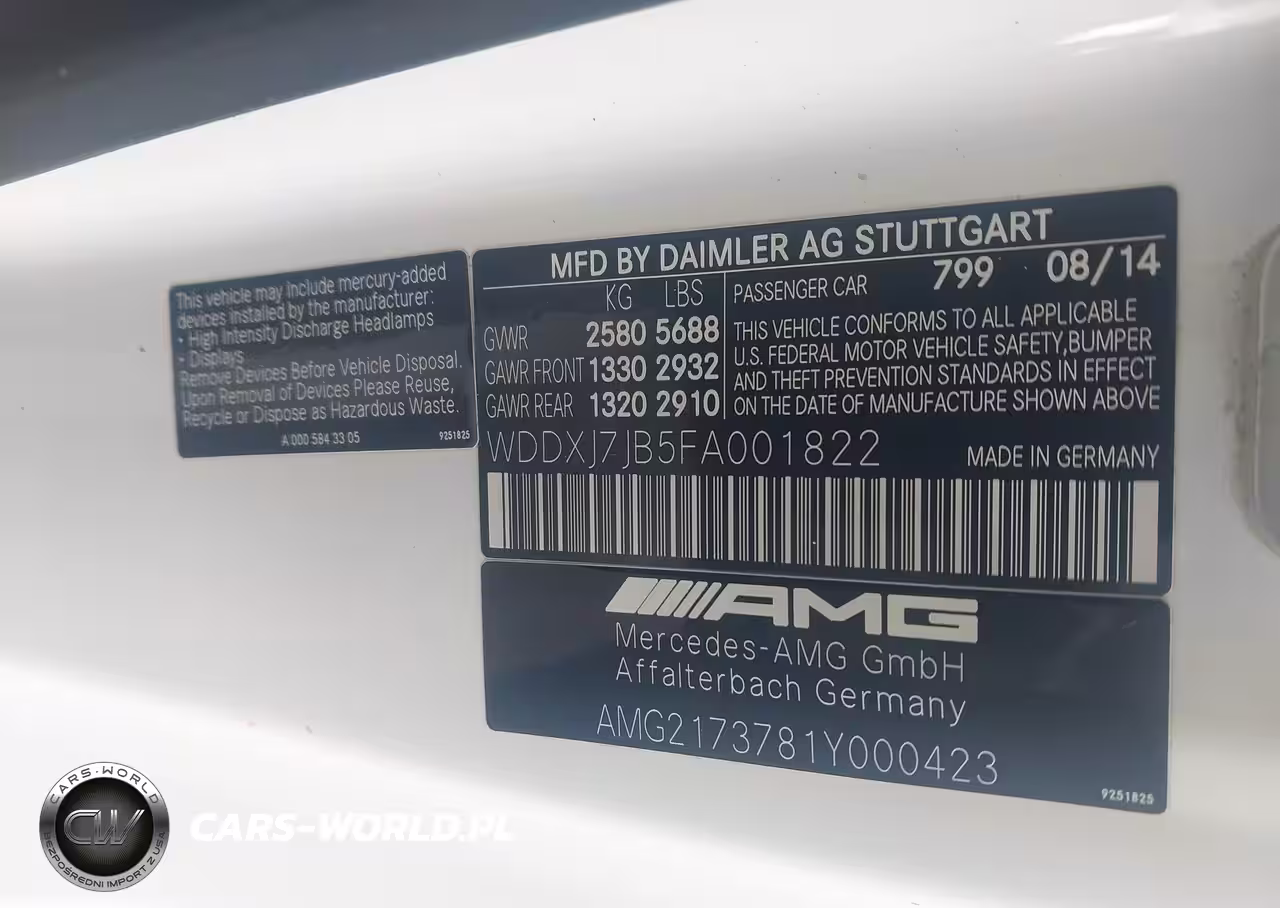 This vehicle may include mercury-added
devices installed by the manufacturer:
• High Intensity Discharge Headlamps
• Displays
Remove Devices Before Vehicle Disposal.
Upon Removal of Devices Please Reuse,
Recycle or Dispose as Hazardous Waste.
A 000 584 33 05 9251825
MFD BY DAIMLER AG STUTTGART
KG LBS
GVWR 2580 5688
GAWR FRONT 1330 2932
GAWR REAR 1320 2910
PASSENGER CAR 799 08/14
THIS VEHICLE CONFORMS TO ALL APPLICABLE
U.S. FEDERAL MOTOR VEHICLE SAFETY,BUMPER
AND THEFT PREVENTION STANDARDS IN EFFECT
ON THE DATE OF MANUFACTURE SHOWN ABOVE
WDDXJ7JB5FA001822 MADE IN GERMANY
AMG
Mercedes-AMG GmbH
Affalterbach Germany
AMG2173781Y000423
9251825
CARS-WORLD
CW
BEZPOŚREDNI IMPORT Z USA
CARS-WORLD.PL